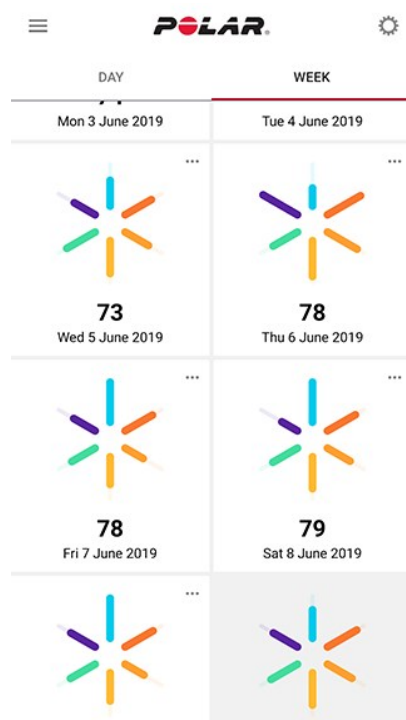 POLAR
DAY WEEK
Mon 3 June 2019 Tue 4 June 2019
73 78
Wed 5 June 2019 Thu 6 June 2019
78 79
Fri 7 June 2019 Sat 8 June 2019